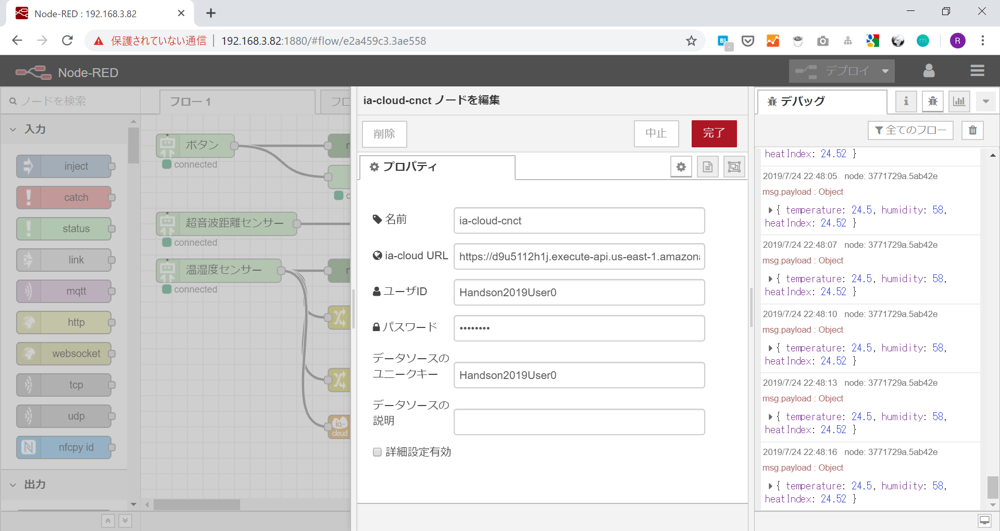 Node-RED : 192.168.3.82
保護されていない通信
192.168.3.82:1880/#flow/e2a459c3.3ae558
R
Node-RED
デプロイ
ノードを検索
入力
inject
catch
status
link
mqtt
http
websocket
tcp
udp
nfcpy id
出力
フロー 1
フロ
ボタン
connected
超音波距離センサー
connected
温湿度センサー
connected
ia-
cloud
ia-cloud-cnct ノードを編集
削除
中止
完了
プロパティ
名前
ia-cloud-cnct
ia-cloud URL
https://d9u5112h1j.execute-api.us-east-1.amazona
ユーザID
Handson2019User0
パスワード
••••••••
データソースの
ユニークキー
Handson2019User0
データソースの
説明
詳細設定有効
デバッグ
全てのフロー
heatIndex: 24.52 }
2019/7/24 22:48:05 node: 3771729a.5ab42e
msg.payload : Object
{ temperature: 24.5, humidity: 58,
heatIndex: 24.52 }
2019/7/24 22:48:07 node: 3771729a.5ab42e
msg.payload : Object
{ temperature: 24.5, humidity: 58,
heatIndex: 24.52 }
2019/7/24 22:48:10 node: 3771729a.5ab42e
msg.payload : Object
{ temperature: 24.5, humidity: 58,
heatIndex: 24.52 }
2019/7/24 22:48:13 node: 3771729a.5ab42e
msg.payload : Object
{ temperature: 24.5, humidity: 58,
heatIndex: 24.52 }
2019/7/24 22:48:16 node: 3771729a.5ab42e
msg.payload : Object
{ temperature: 24.5, humidity: 58,
heatIndex: 24.52 }